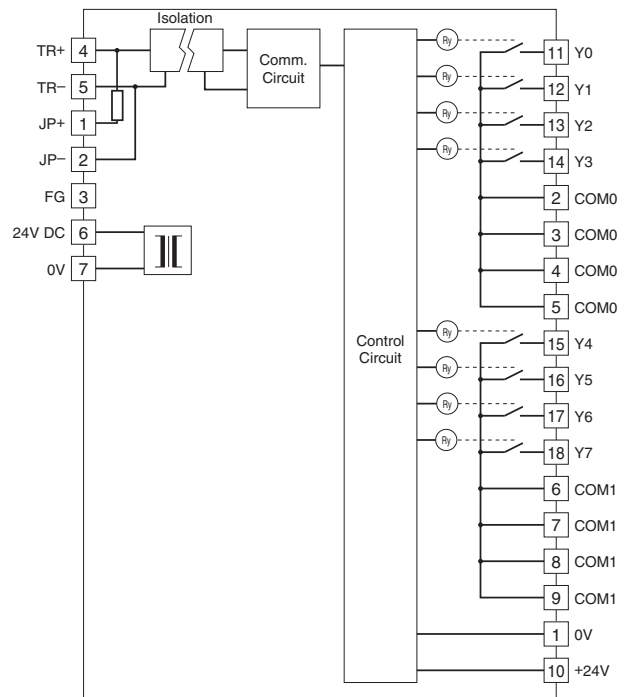 Isolation
TR+ 4
TR– 5
JP+ 1
JP– 2
FG 3
24V DC 6
0V 7
Comm.
Circuit
Control
Circuit
Ry 11 Y0
Ry 12 Y1
Ry 13 Y2
Ry 14 Y3
2 COM0
3 COM0
4 COM0
5 COM0
Ry 15 Y4
Ry 16 Y5
Ry 17 Y6
Ry 18 Y7
6 COM1
7 COM1
8 COM1
9 COM1
1 0V
10 +24V